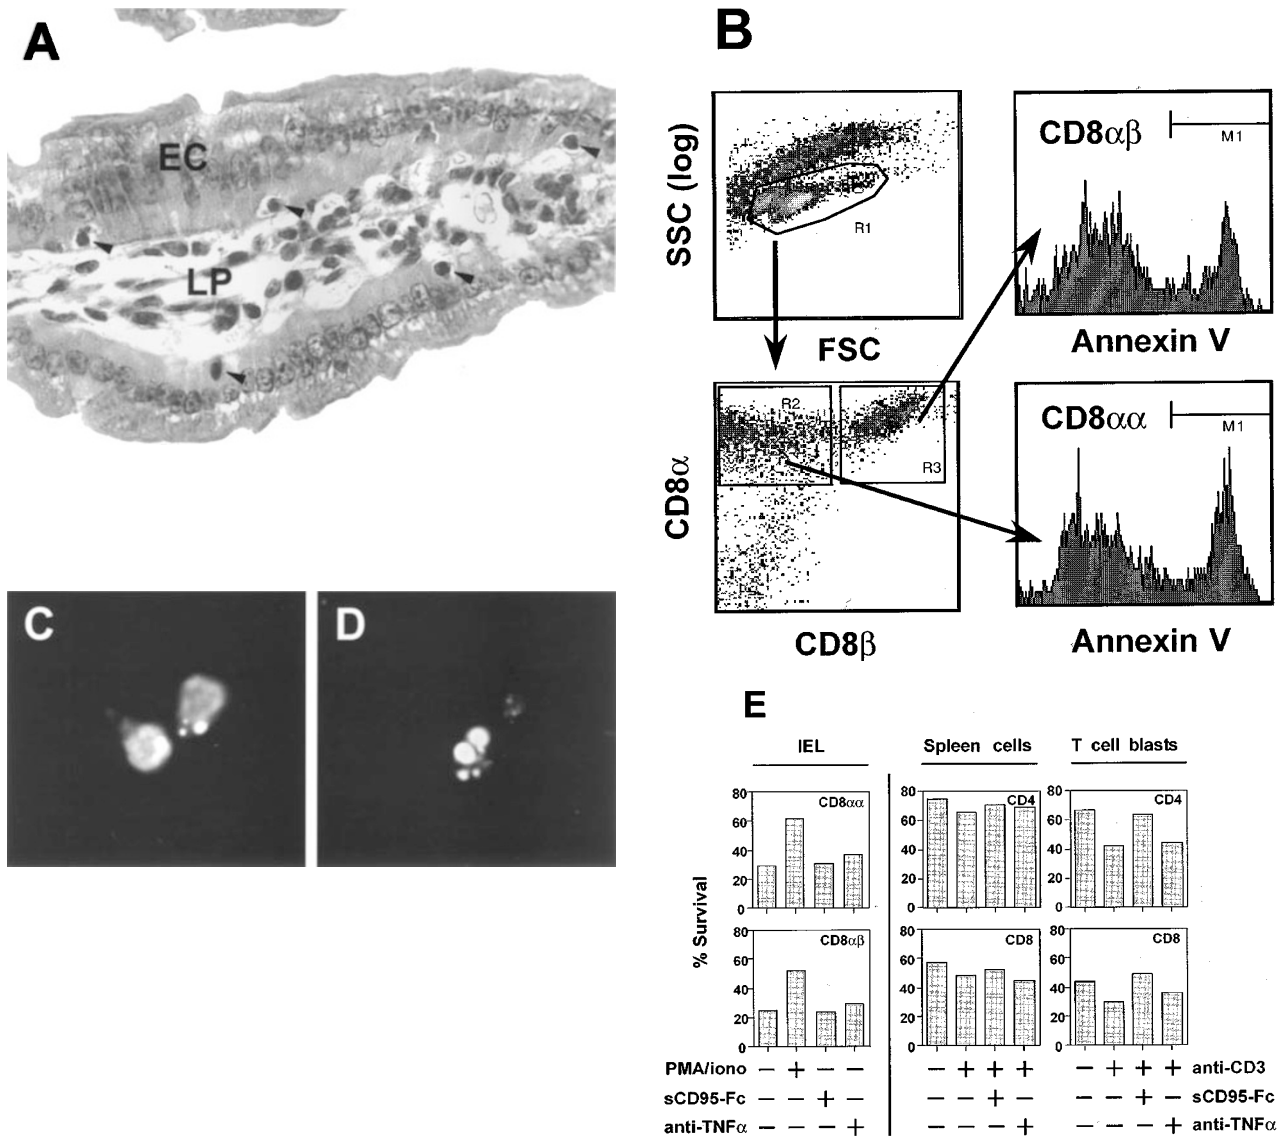 A
EC
LP
B
SSC (log)
R1
FSC
CD8αβ
M1
Annexin V
CD8α
R2
R3
CD8β
CD8αα
M1
Annexin V
C
D
E
IEL
Spleen cells
T cell blasts
% Survival
80
60
40
20
0
CD8αα
80
60
40
20
0
CD4
80
60
40
20
0
CD4
80
60
40
20
0
CD8αβ
80
60
40
20
0
CD8
80
60
40
20
0
CD8
PMA/iono – + – – – + + + – + + + anti-CD3
sCD95-Fc – – + – – – + – – – + – sCD95-Fc
anti-TNFα – – – + – – – + – – – + anti-TNFα